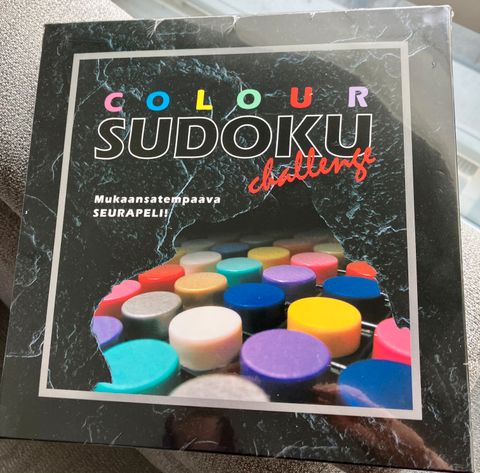 COLOUR
SUDOKU
challenge
Mukaansatempaava
SEURAPELI!